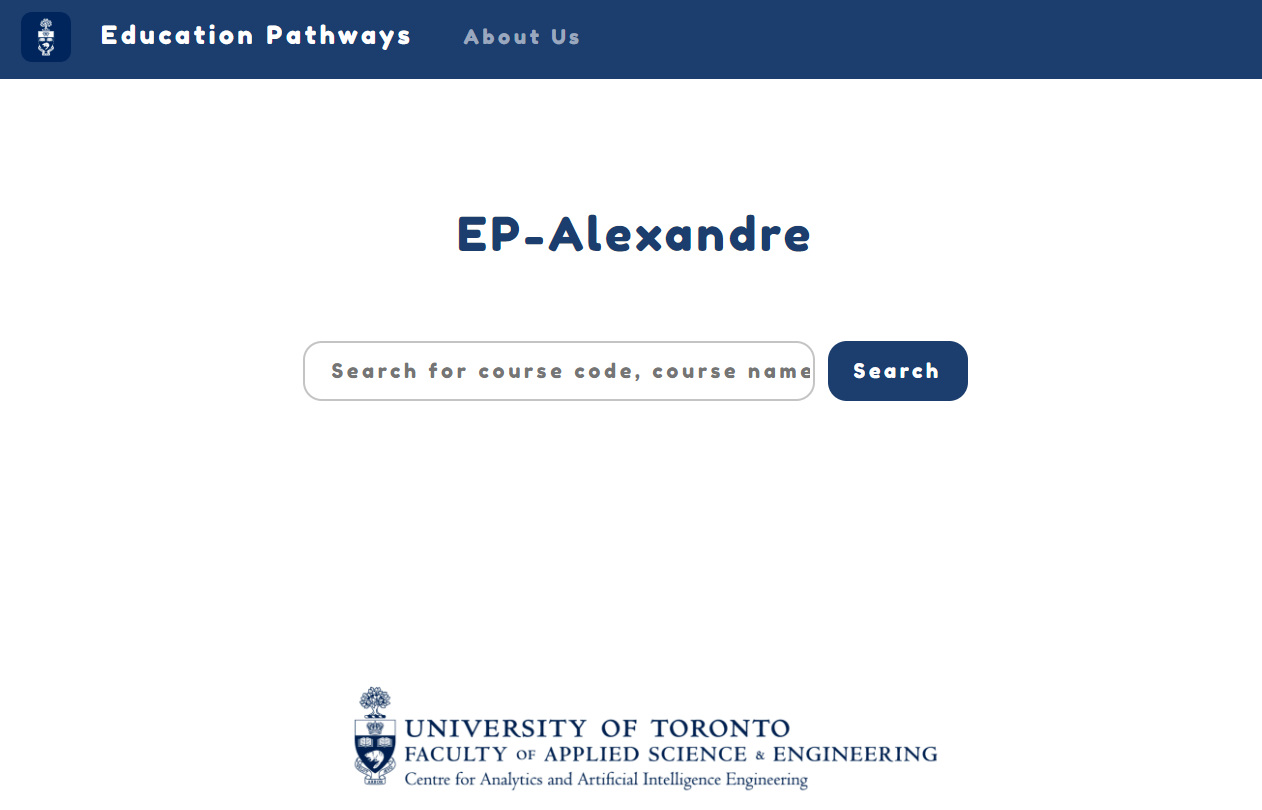 Education Pathways About Us
EP-Alexandre
Search for course code, course name
Search
UNIVERSITY OF TORONTO
FACULTY OF APPLIED SCIENCE & ENGINEERING
Centre for Analytics and Artificial Intelligence Engineering